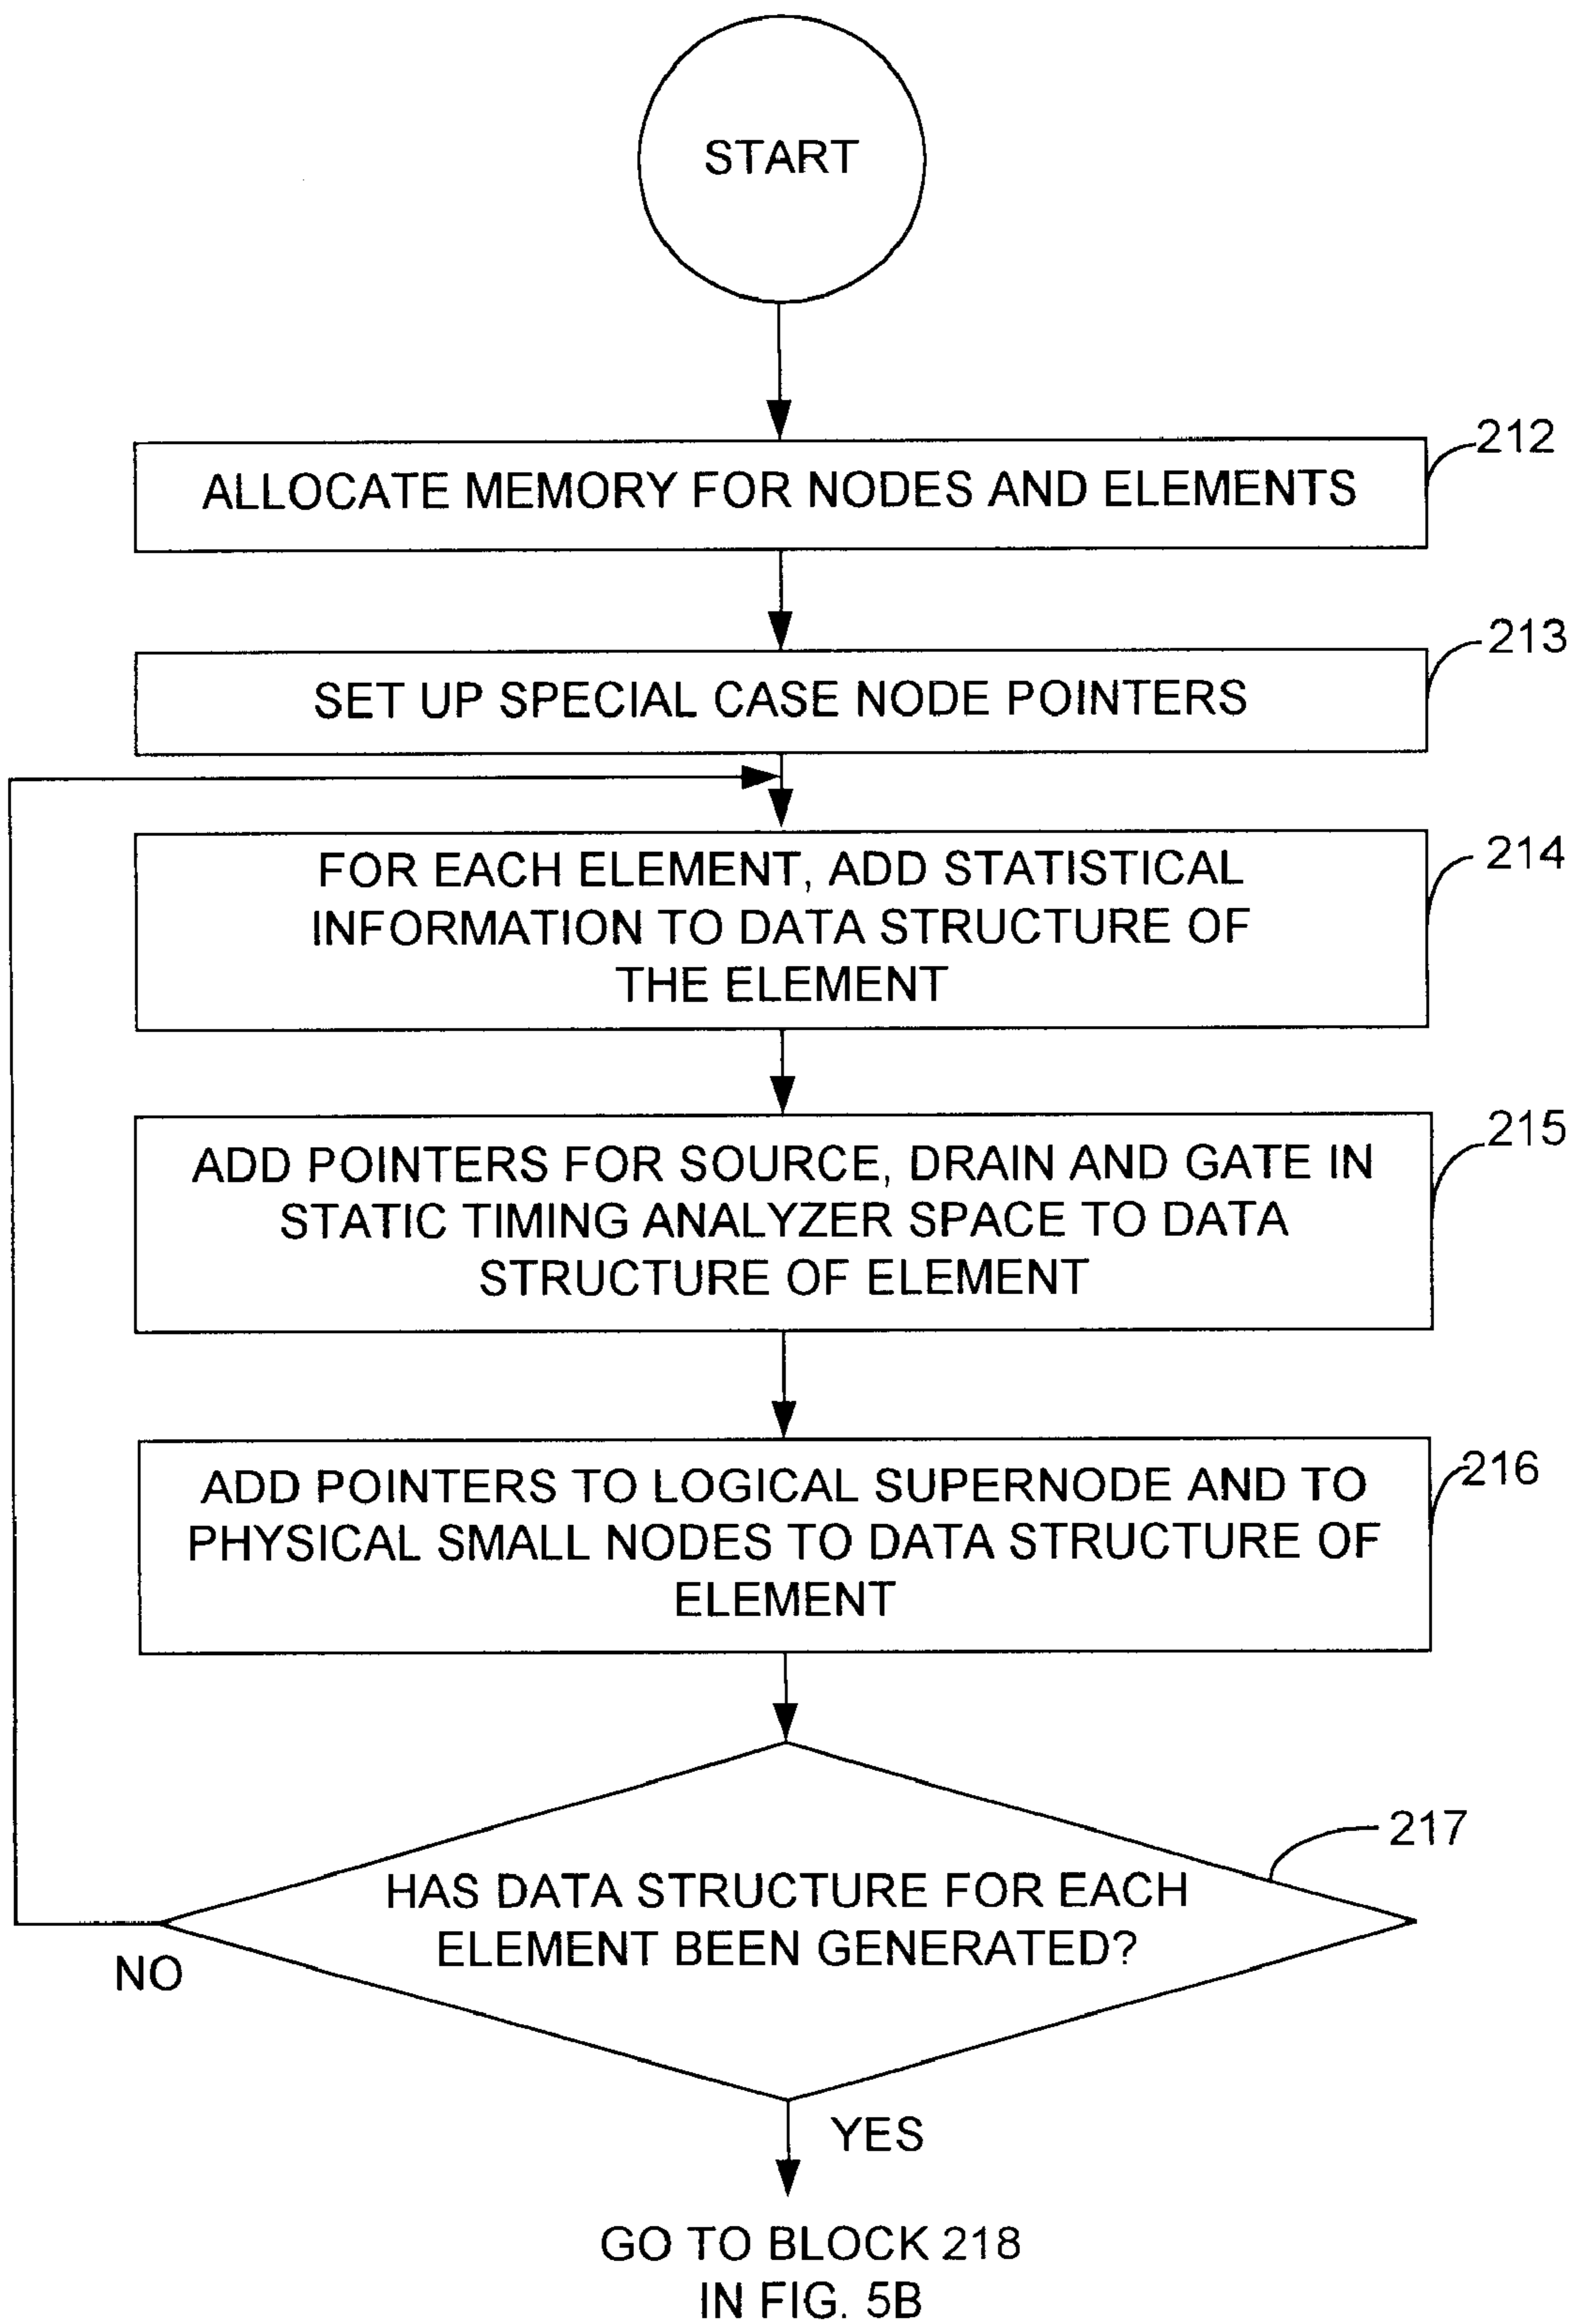 START
212
ALLOCATE MEMORY FOR NODES AND ELEMENTS
213
SET UP SPECIAL CASE NODE POINTERS
214
FOR EACH ELEMENT, ADD STATISTICAL
INFORMATION TO DATA STRUCTURE OF
THE ELEMENT
215
ADD POINTERS FOR SOURCE, DRAIN AND GATE IN
STATIC TIMING ANALYZER SPACE TO DATA
STRUCTURE OF ELEMENT
216
ADD POINTERS TO LOGICAL SUPERNODE AND TO
PHYSICAL SMALL NODES TO DATA STRUCTURE OF
ELEMENT
217
HAS DATA STRUCTURE FOR EACH
ELEMENT BEEN GENERATED?
NO
YES
GO TO BLOCK 218
IN FIG. 5B